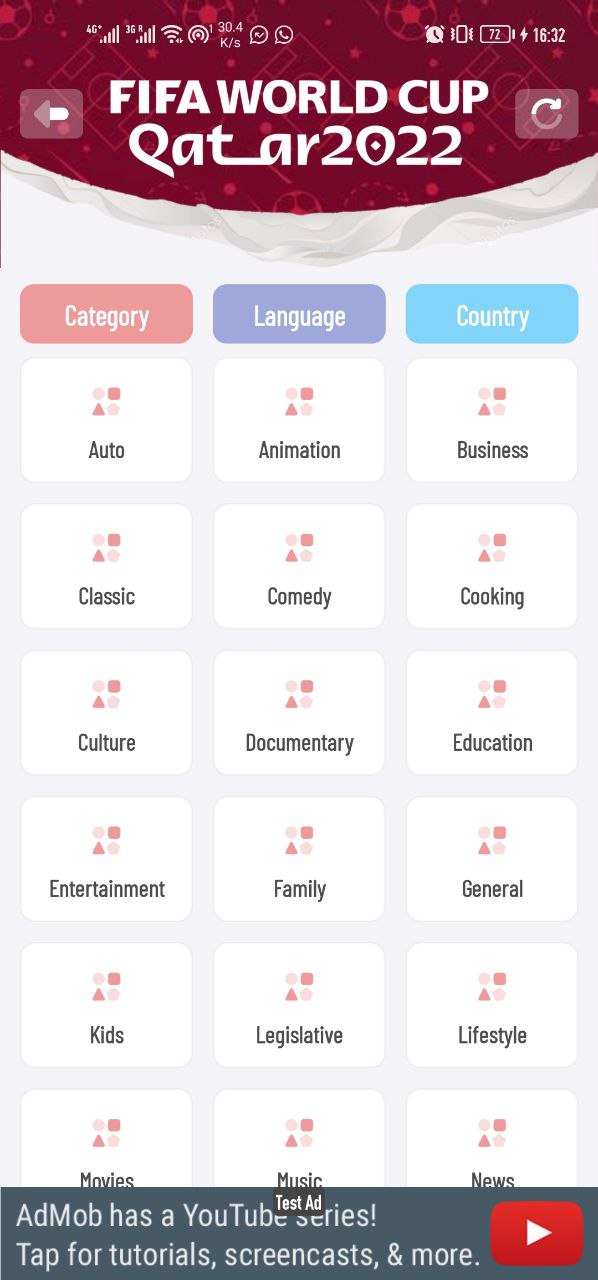 4G+ 3G R 30.4 K/s 72 16:32
FIFA WORLD CUP
Qatar2022
Category Language Country
Auto Animation Business
Classic Comedy Cooking
Culture Documentary Education
Entertainment Family General
Kids Legislative Lifestyle
Movies Music News
Test Ad
AdMob has a YouTube series!
Tap for tutorials, screencasts, & more.